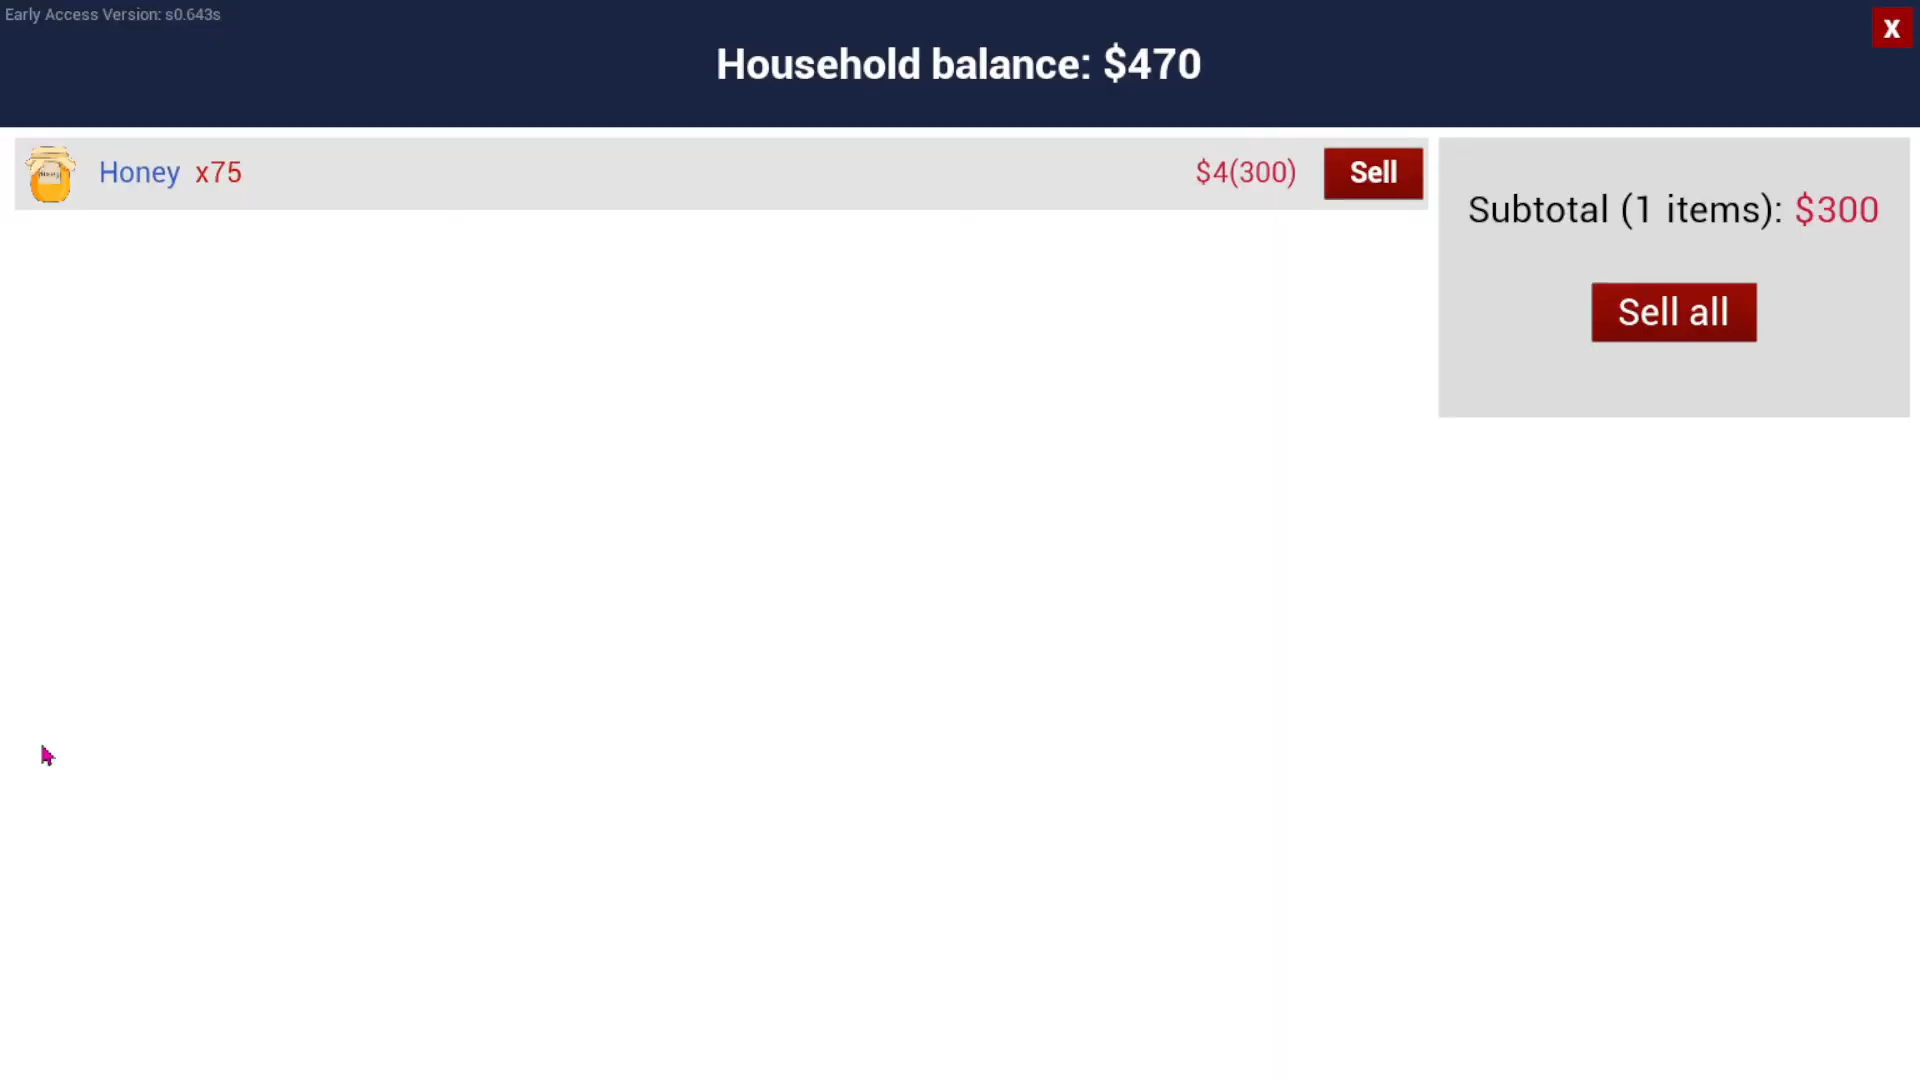 Early Access Version: s0.643s
X
Household balance: $470
Honey x75 $4(300) Sell
Subtotal (1 items): $300
Sell all